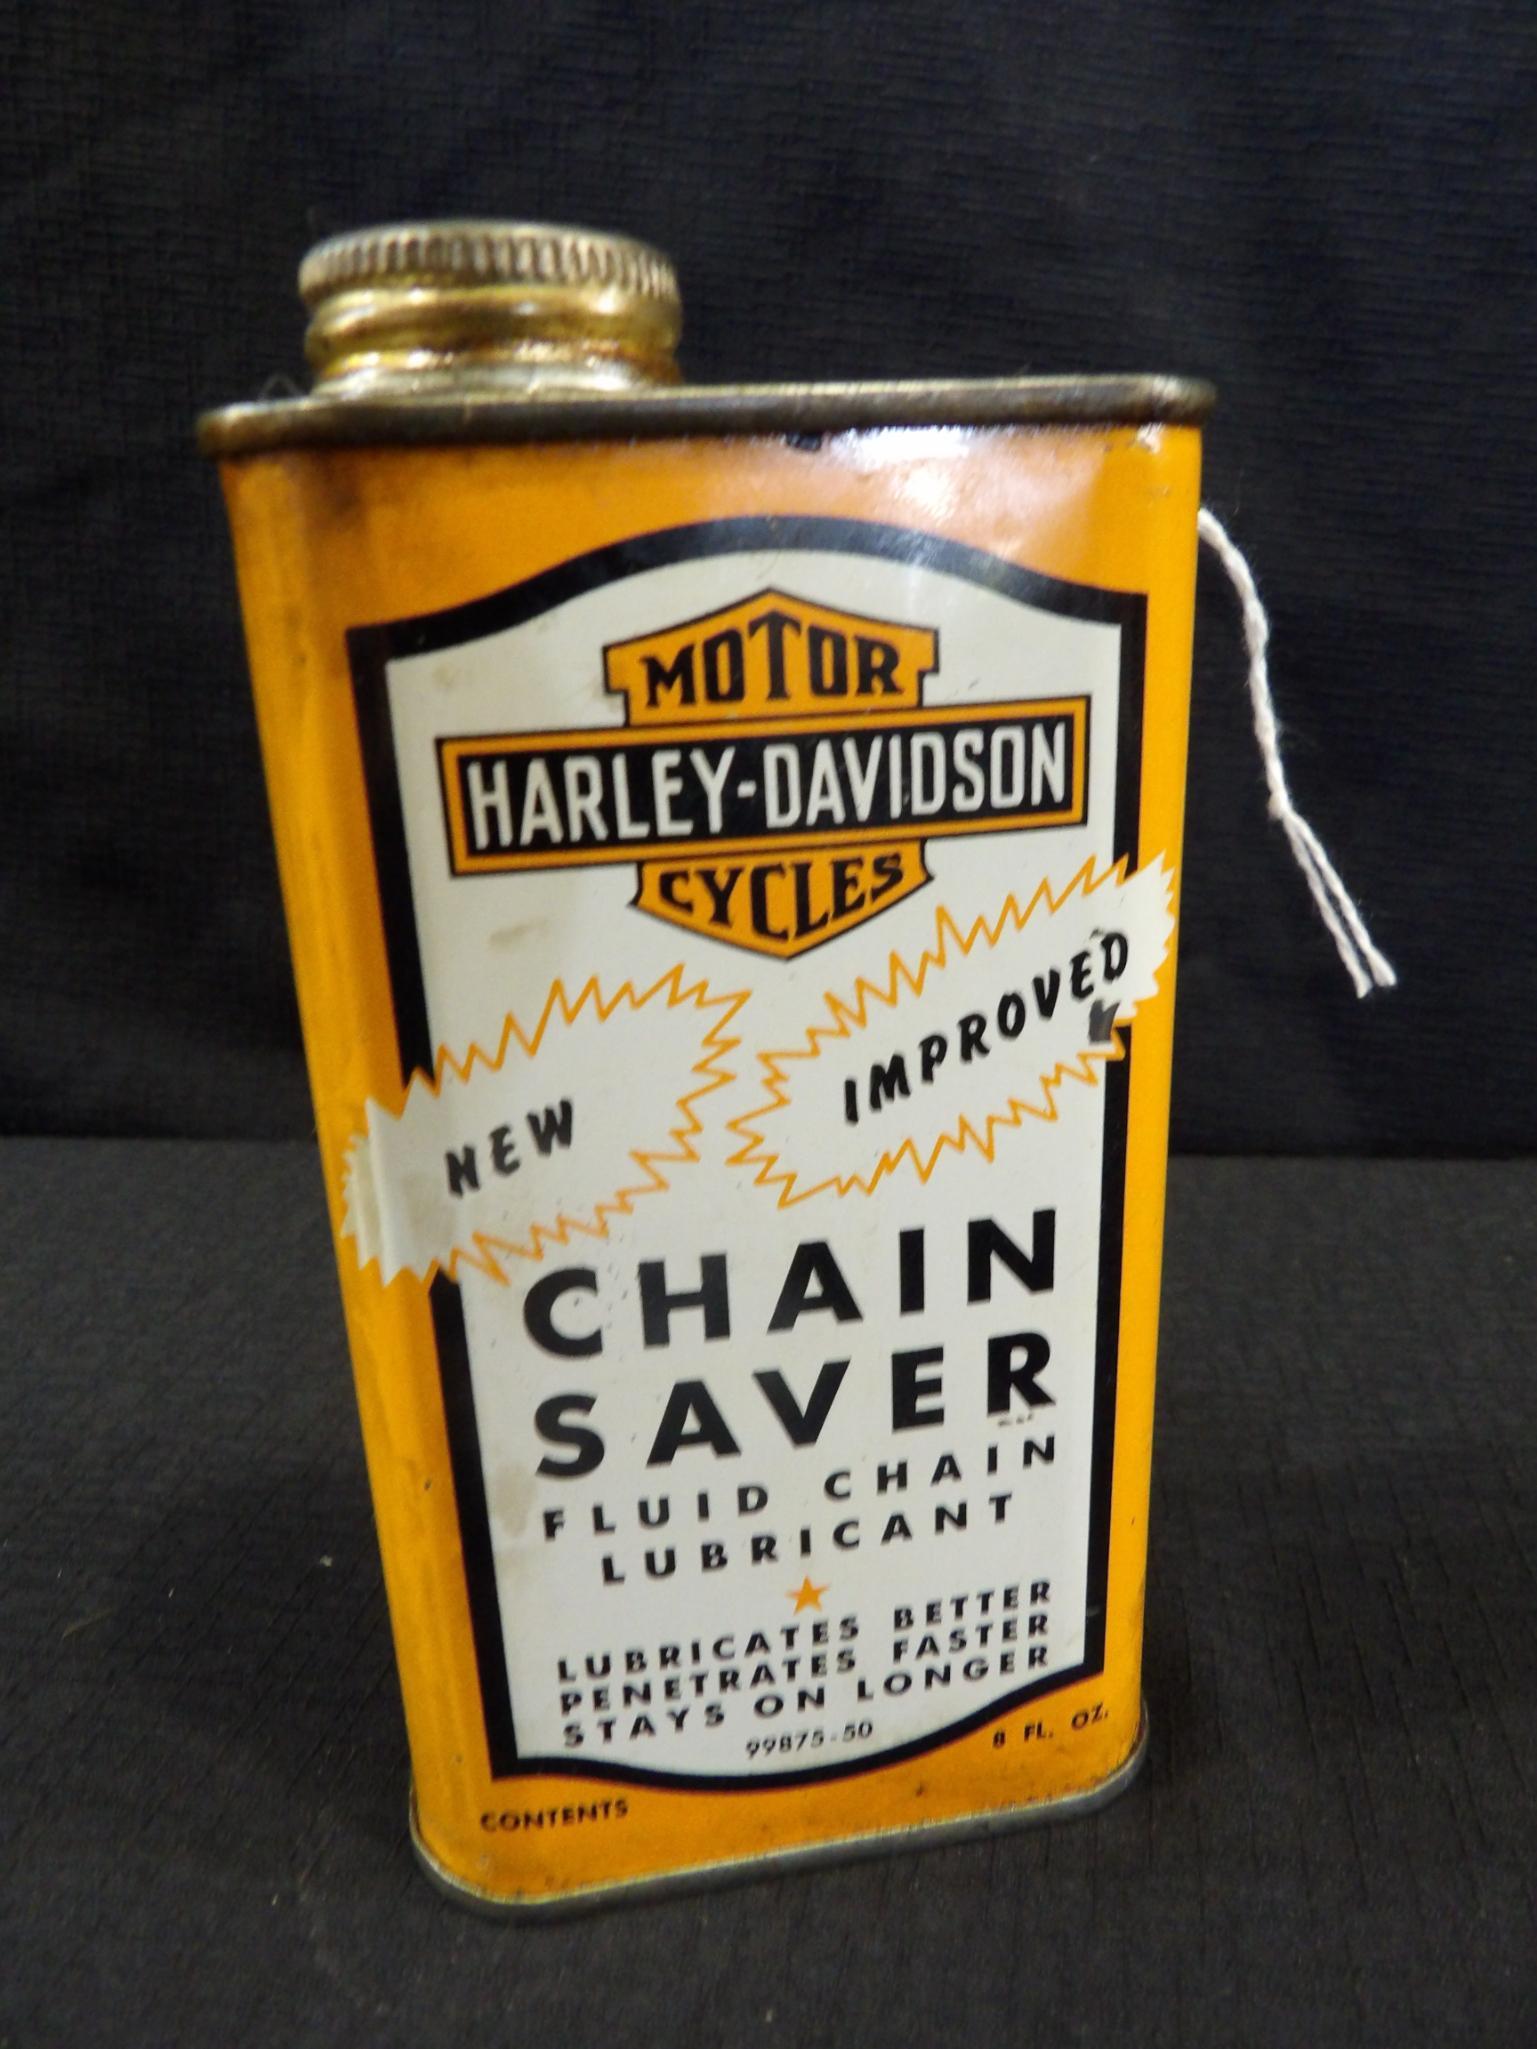 MOTOR
HARLEY-DAVIDSON
CYCLES
NEW
IMPROVED
CHAIN
SAVER
FLUID CHAIN
LUBRICANT
LUBRICATES BETTER
PENETRATES FASTER
STAYS ON LONGER
99875-50
CONTENTS
8 FL. OZ.